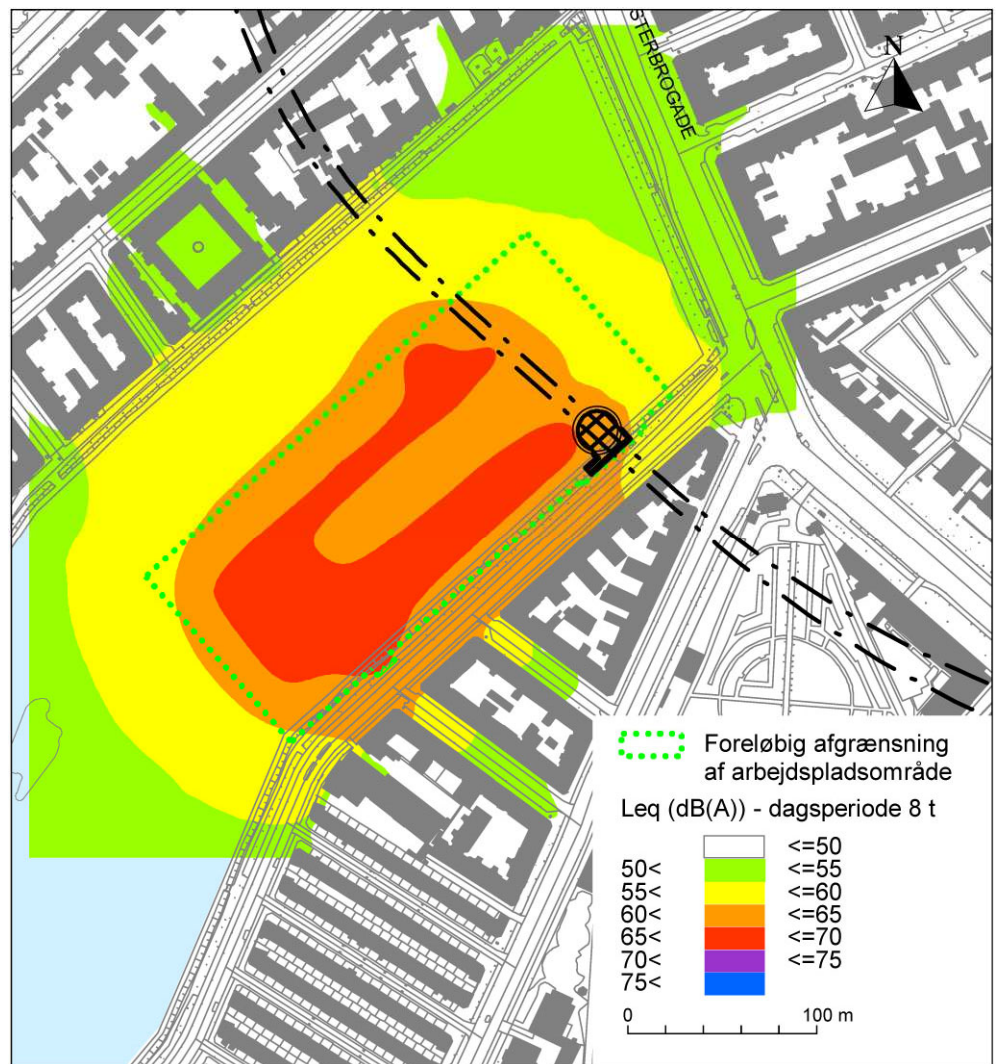 STERBROGADE
N
Foreløbig afgrænsning
af arbejdspladsområde
Leq (dB(A)) - dagsperiode 8 t
<=50
50< <=55
55< <=60
60< <=65
65< <=70
70< <=75
75<
0 100 m